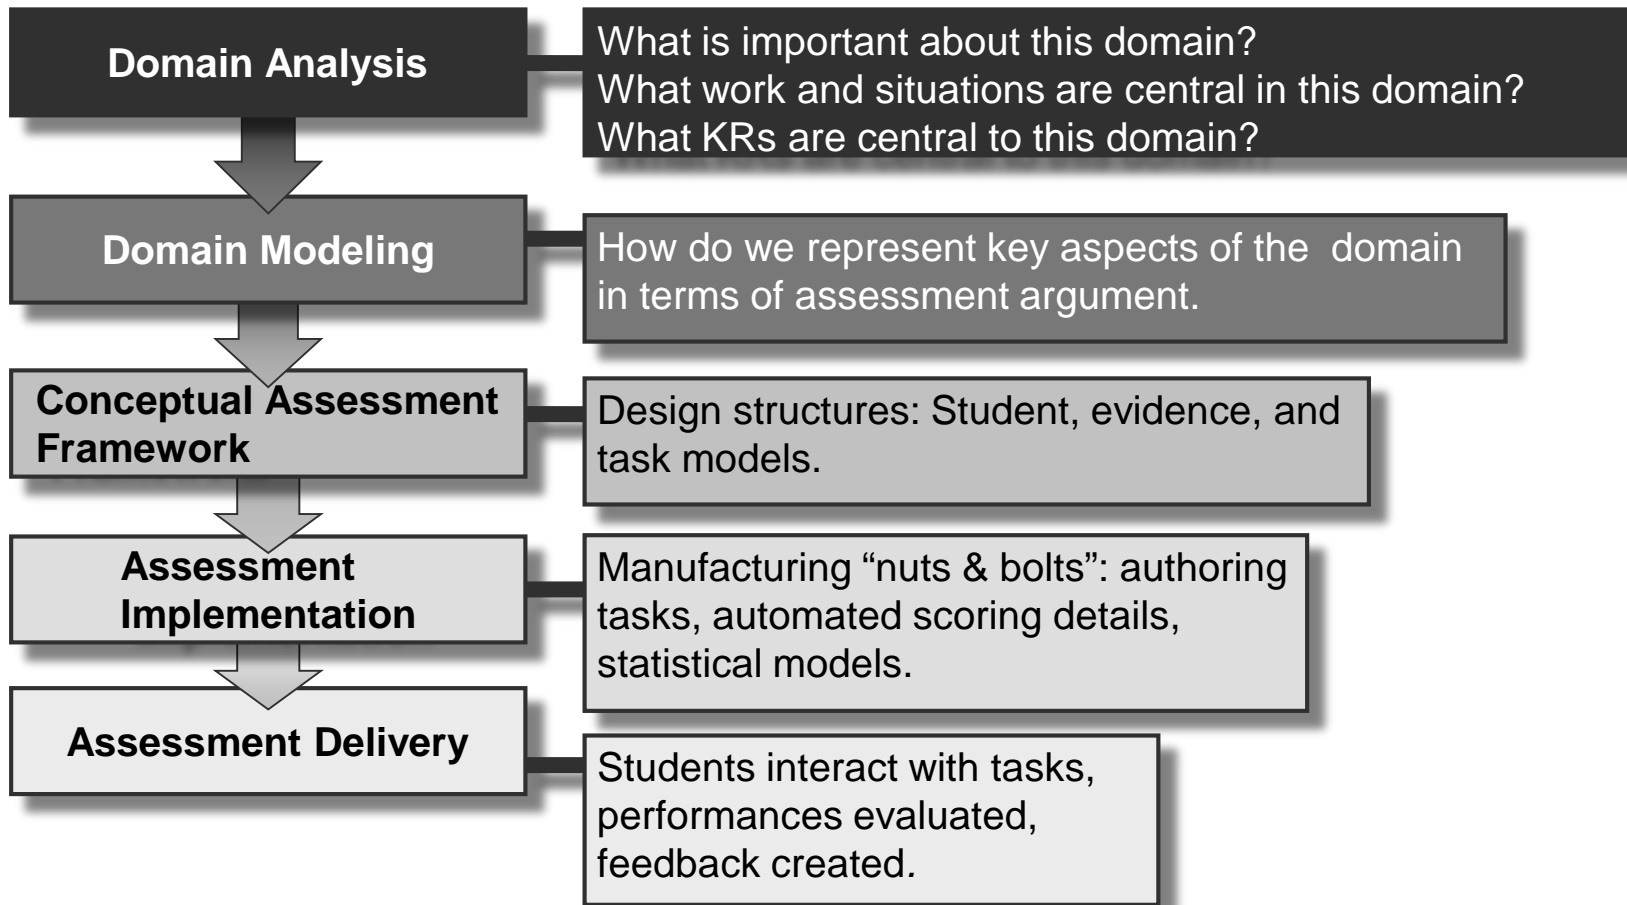 Domain Analysis
What is important about this domain?
What work and situations are central in this domain?
What KRs are central to this domain?
Domain Modeling
How do we represent key aspects of the  domain
in terms of assessment argument.
Conceptual Assessment
Framework
Design structures: Student, evidence, and
task models.
Assessment
Implementation
Manufacturing “nuts & bolts”: authoring
tasks, automated scoring details,
statistical models.
Assessment Delivery
Students interact with tasks,
performances evaluated,
feedback created.